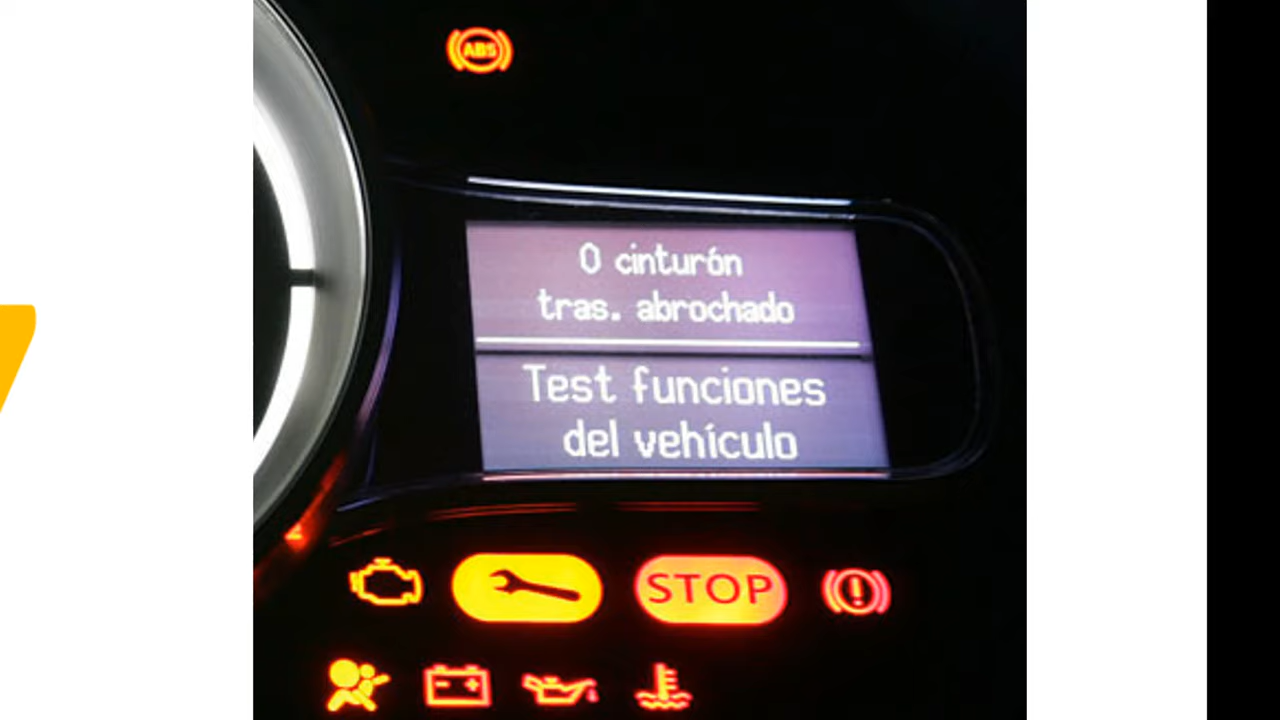 ABS
0 cinturón
tras. abrochado
Test funciones
del vehículo
STOP